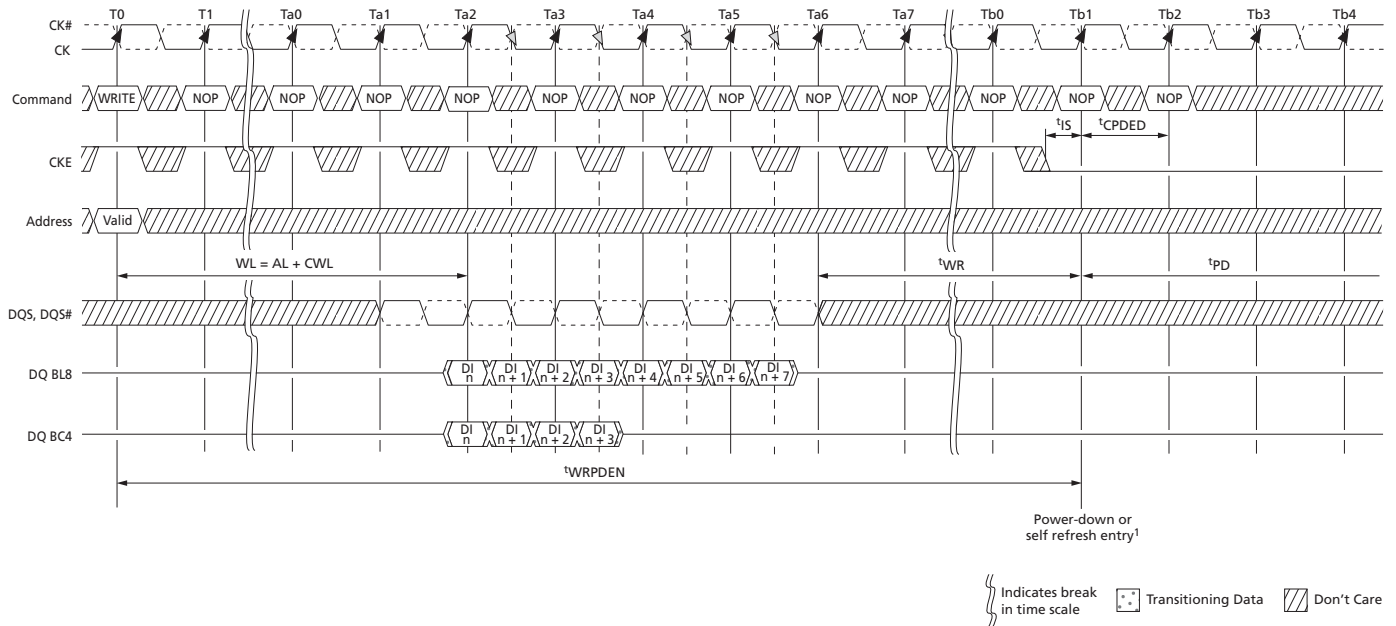 T0 T1 Ta0 Ta1 Ta2 Ta3 Ta4 Ta5 Ta6 Ta7 Tb0 Tb1 Tb2 Tb3 Tb4
CK#
CK
Command WRITE NOP NOP NOP NOP NOP NOP NOP NOP NOP NOP NOP NOP
tIS tCPDED
CKE
Address Valid
WL = AL + CWL tWR tPD
DQS, DQS#
DQ BL8 DI n DI n + 1 DI n + 2 DI n + 3 DI n + 4 DI n + 5 DI n + 6 DI n + 7
DQ BC4 DI n DI n + 1 DI n + 2 DI n + 3
tWRPDEN
Power-down or
self refresh entry1
Indicates break
in time scale
Transitioning Data
Don't Care